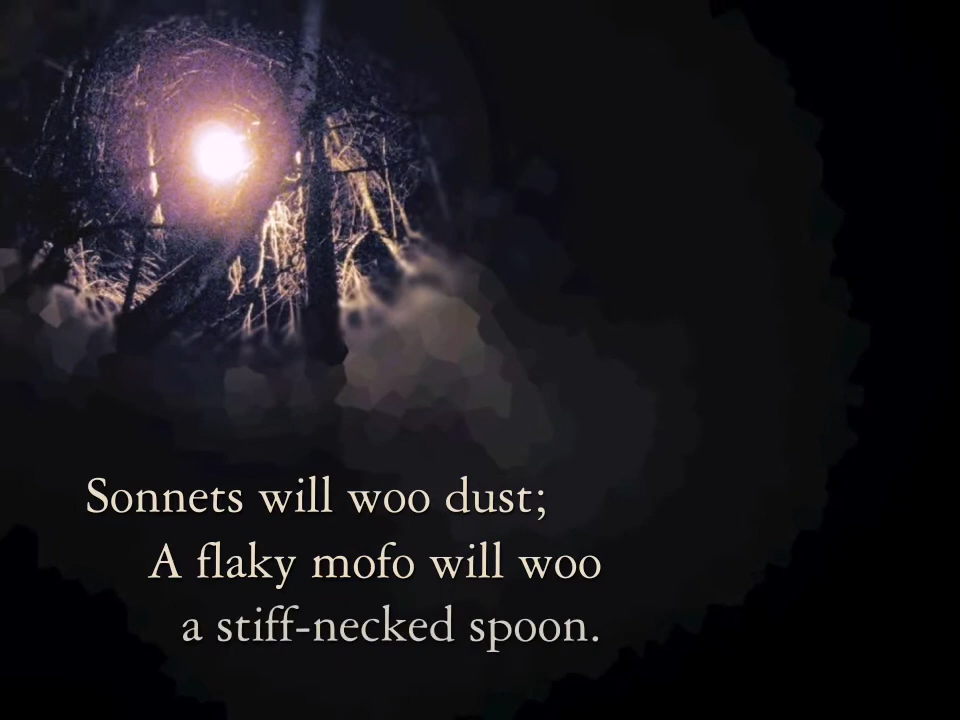 Sonnets will woo dust;
A flaky mofo will woo
a stiff-necked spoon.